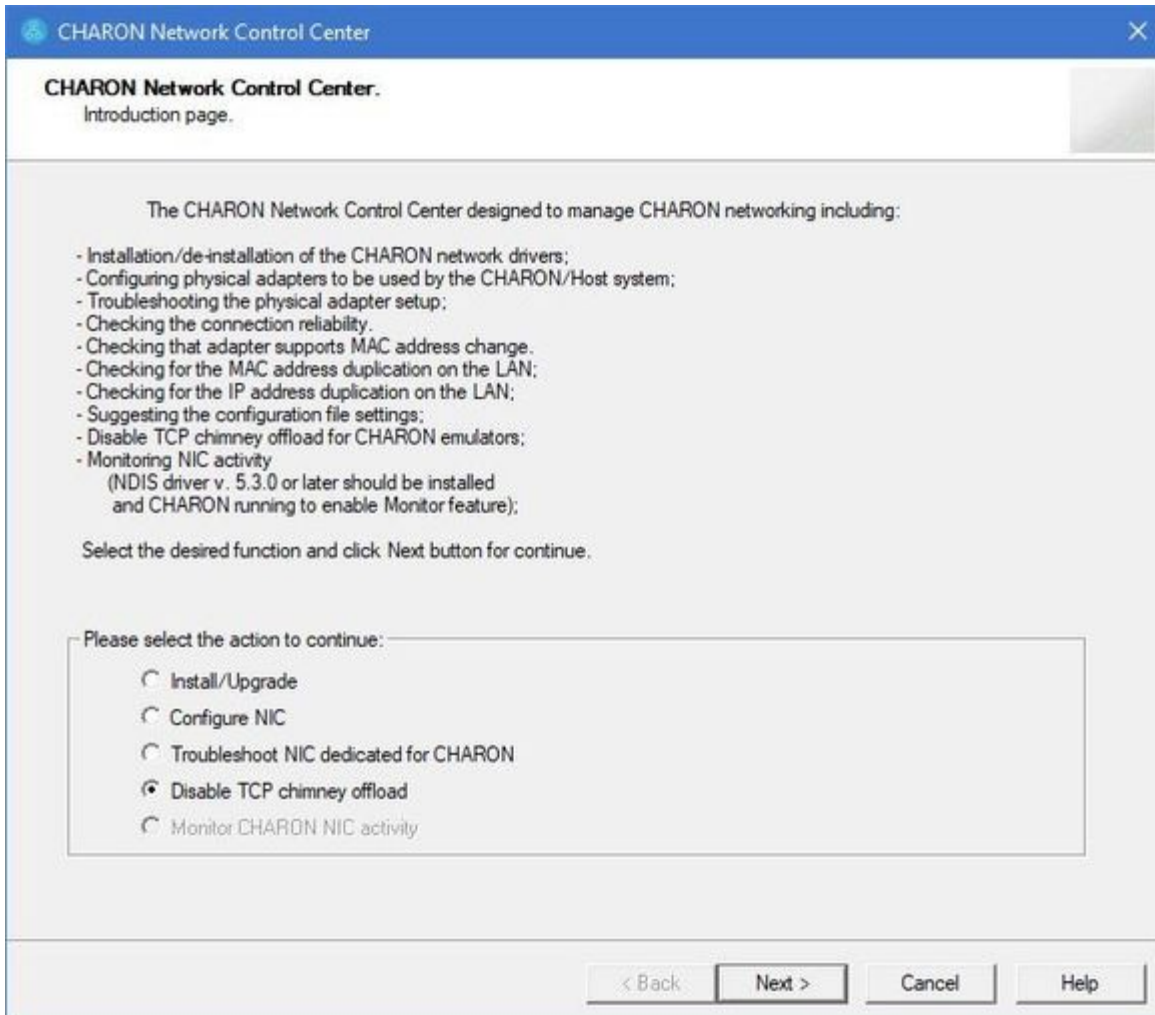 CHARON Network Control Center
CHARON Network Control Center.
Introduction page.
The CHARON Network Control Center designed to manage CHARON networking including:
- Installation/de-installation of the CHARON network drivers;
- Configuring physical adapters to be used by the CHARON/Host system;
- Troubleshooting the physical adapter setup;
- Checking the connection reliability.
- Checking that adapter supports MAC address change.
- Checking for the MAC address duplication on the LAN;
- Checking for the IP address duplication on the LAN;
- Suggesting the configuration file settings;
- Disable TCP chimney offload for CHARON emulators;
- Monitoring NIC activity
(NDIS driver v. 5.3.0 or later should be installed
and CHARON running to enable Monitor feature);
Select the desired function and click Next button for continue.
Please select the action to continue:
Install/Upgrade
Configure NIC
Troubleshoot NIC dedicated for CHARON
Disable TCP chimney offload
Monitor CHARON NIC activity
< Back Next > Cancel Help